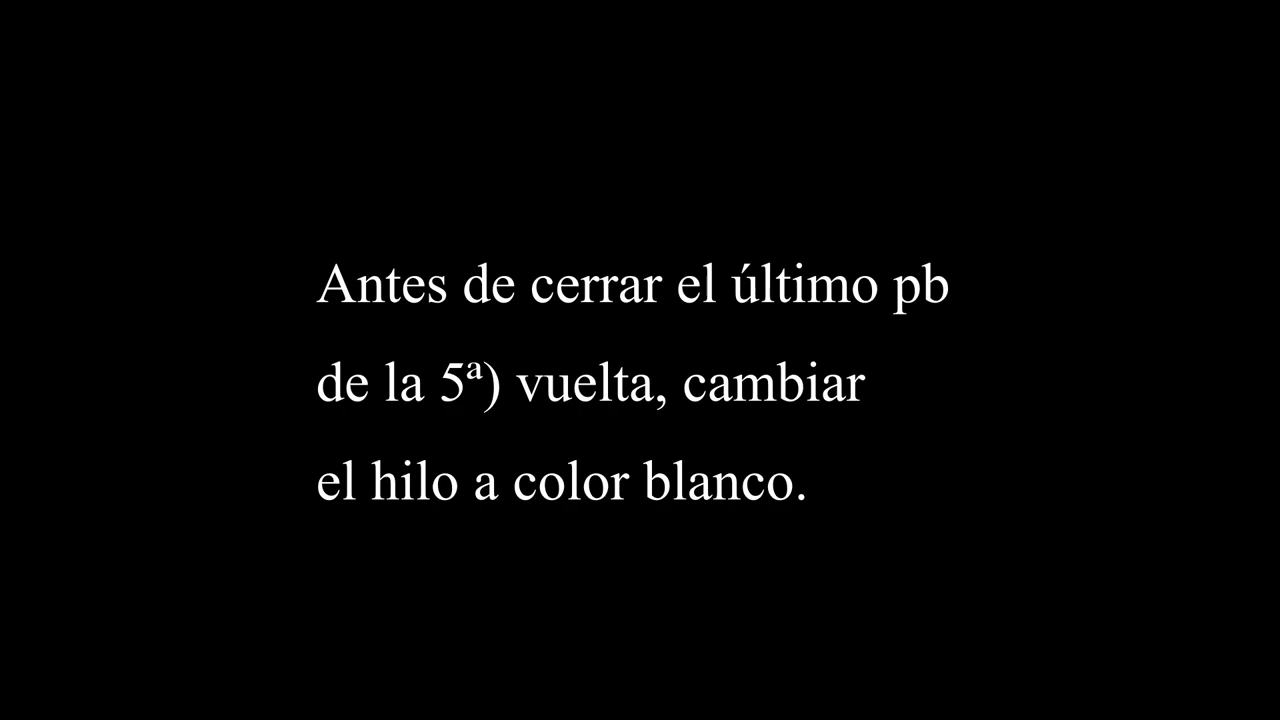 Antes de cerrar el último pb
de la 5ª) vuelta, cambiar
el hilo a color blanco.